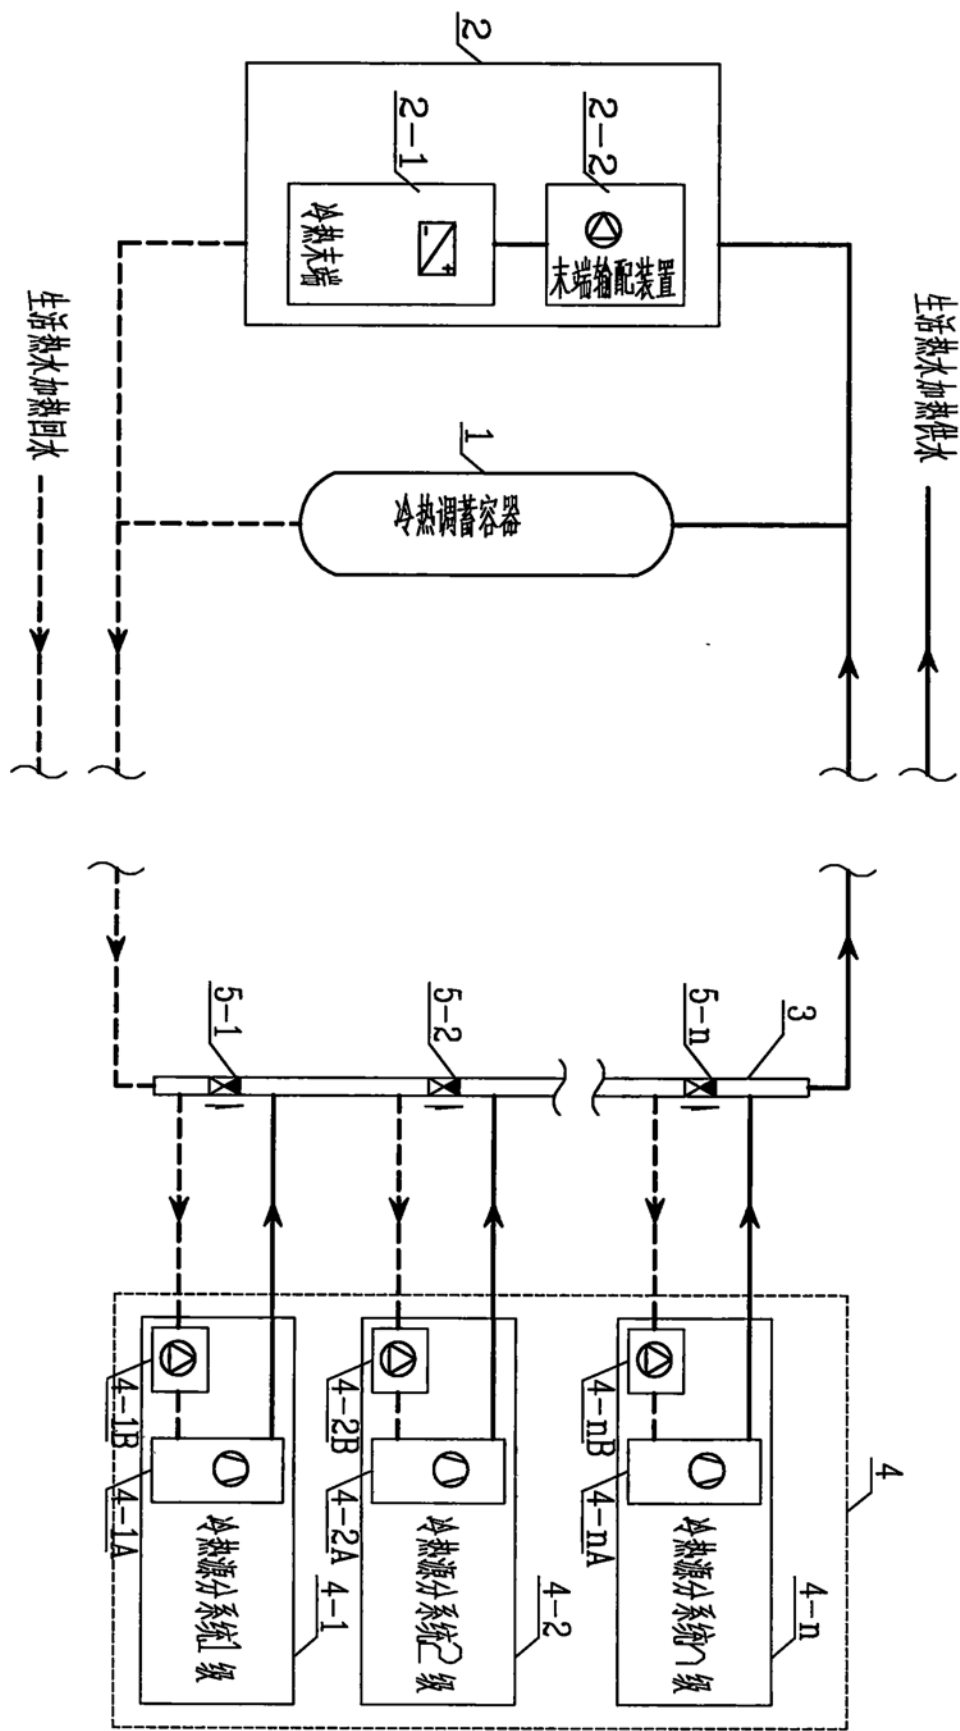 2
2-1
2-2
冷热末端
- +
末端输配装置
生活热水加热回水
生活热水加热供水
1
冷热调蓄容器
5-1
5-2
5-n
3
4-1B
4-2B
4-nB
4
4-1A
4-2A
4-nA
冷热源分系统1级
冷热源分系统2级
冷热源分系统n级
4-1
4-2
4-n